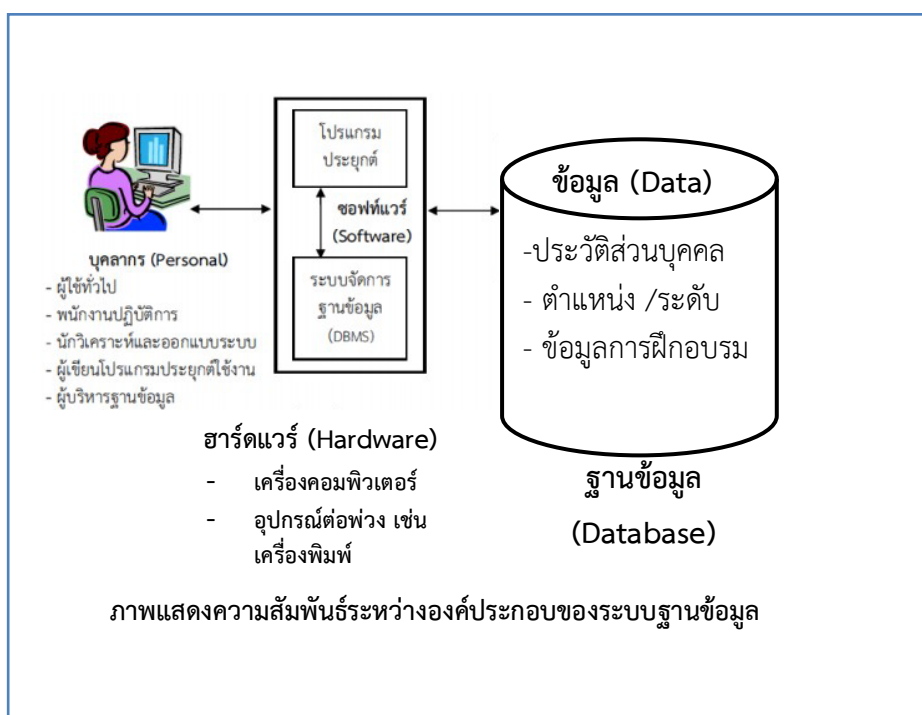 โปรแกรม
ประยุกต์
ซอฟท์แวร์
(Software)
ระบบจัดการ
ฐานข้อมูล
(DBMS)
บุคลากร (Personal)
- ผู้ใช้ทั่วไป
- พนักงานปฏิบัติการ
- นักวิเคราะห์และออกแบบระบบ
- ผู้เขียนโปรแกรมประยุกต์ใช้งาน
- ผู้บริหารฐานข้อมูล
ข้อมูล (Data)
-ประวัติส่วนบุคคล
- ตำแหน่ง /ระดับ
- ข้อมูลการฝึกอบรม
ฮาร์ดแวร์ (Hardware)
- เครื่องคอมพิวเตอร์
- อุปกรณ์ต่อพ่วง เช่น
เครื่องพิมพ์
ฐานข้อมูล
(Database)
ภาพแสดงความสัมพันธ์ระหว่างองค์ประกอบของระบบฐานข้อมูล